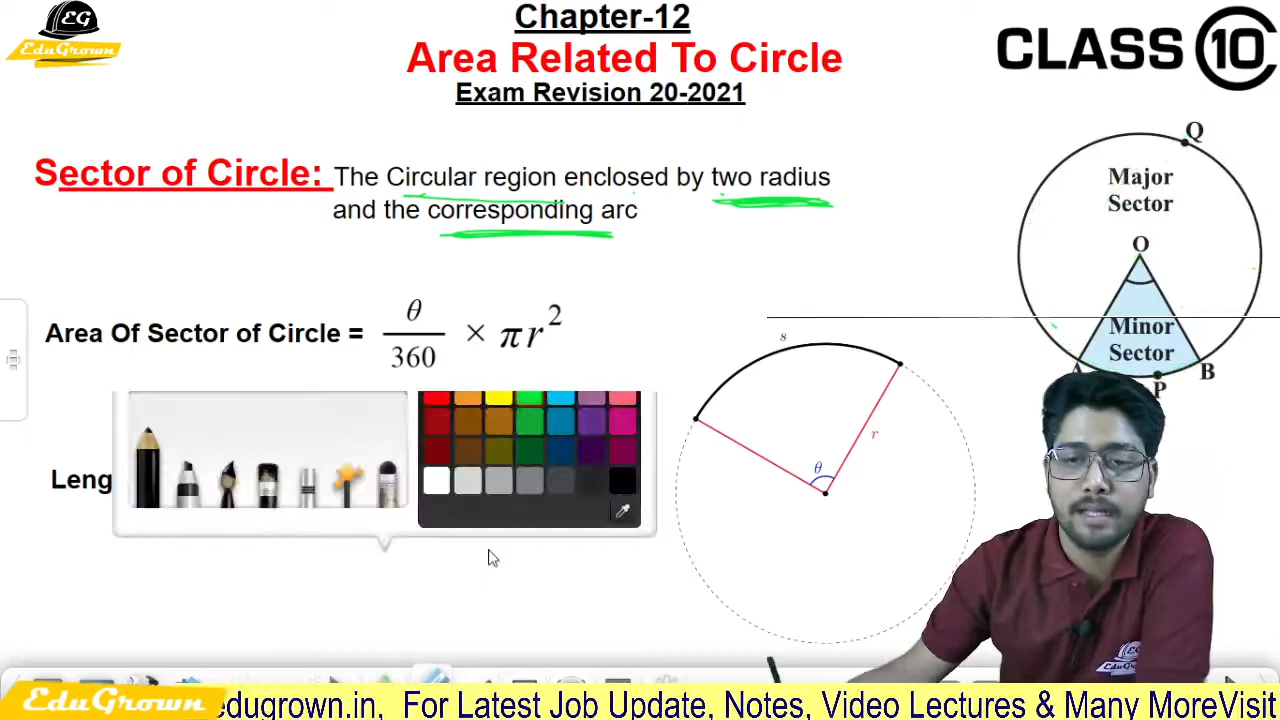 EG
EduGrown
Chapter-12
Area Related To Circle
Exam Revision 20-2021
CLASS 10
Sector of Circle: The Circular region enclosed by two radius
and the corresponding arc
Q
Major
Sector
O
Minor
Sector
A
B
P
Area Of Sector of Circle = θ/360 × πr²
s
r
θ
Leng
EG
EduGrown
EduGrown
edugrown.in, For Latest Job Update, Notes, Video Lectures & Many MoreVisit